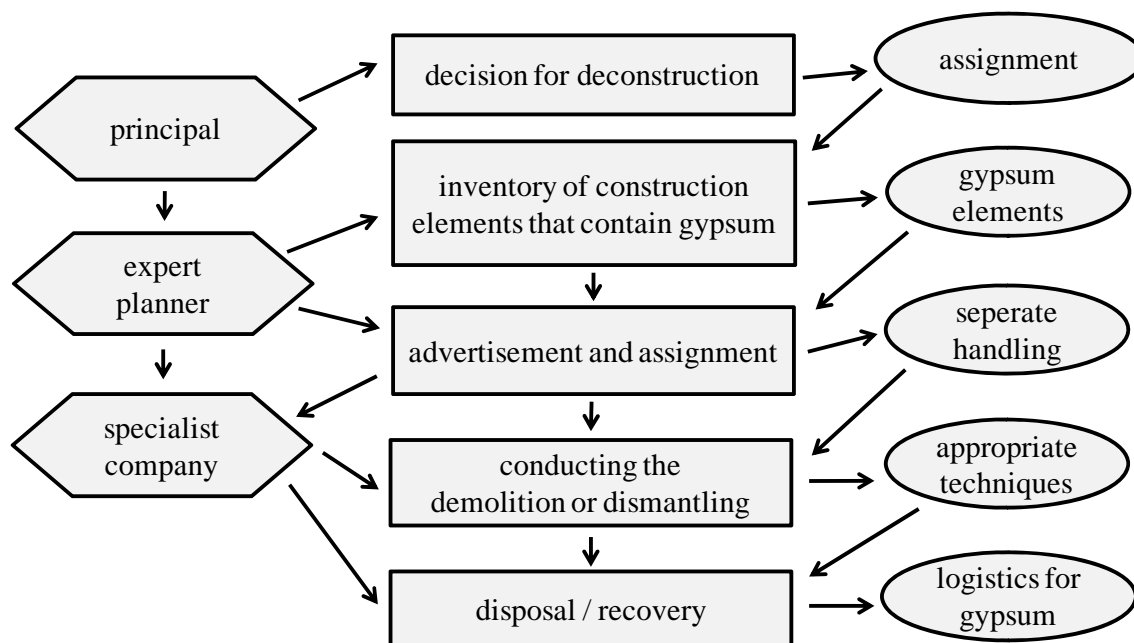 decision for deconstruction
assignment
principal
inventory of construction
elements that contain gypsum
gypsum
elements
expert
planner
advertisement and assignment
seperate
handling
specialist
company
conducting the
demolition or dismantling
appropriate
techniques
disposal / recovery
logistics for
gypsum